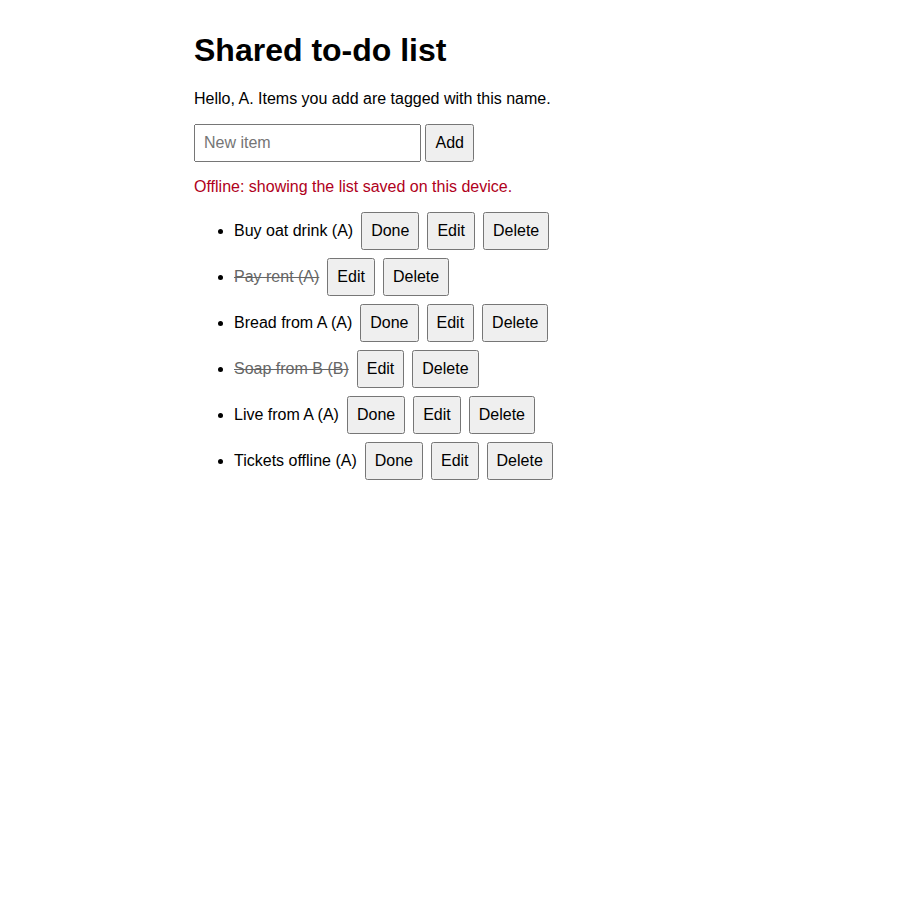 Shared to-do list
Hello, A. Items you add are tagged with this name.
New item Add
Offline: showing the list saved on this device.
Buy oat drink (A) Done Edit Delete
Pay rent (A) Edit Delete
Bread from A (A) Done Edit Delete
Soap from B (B) Edit Delete
Live from A (A) Done Edit Delete
Tickets offline (A) Done Edit Delete